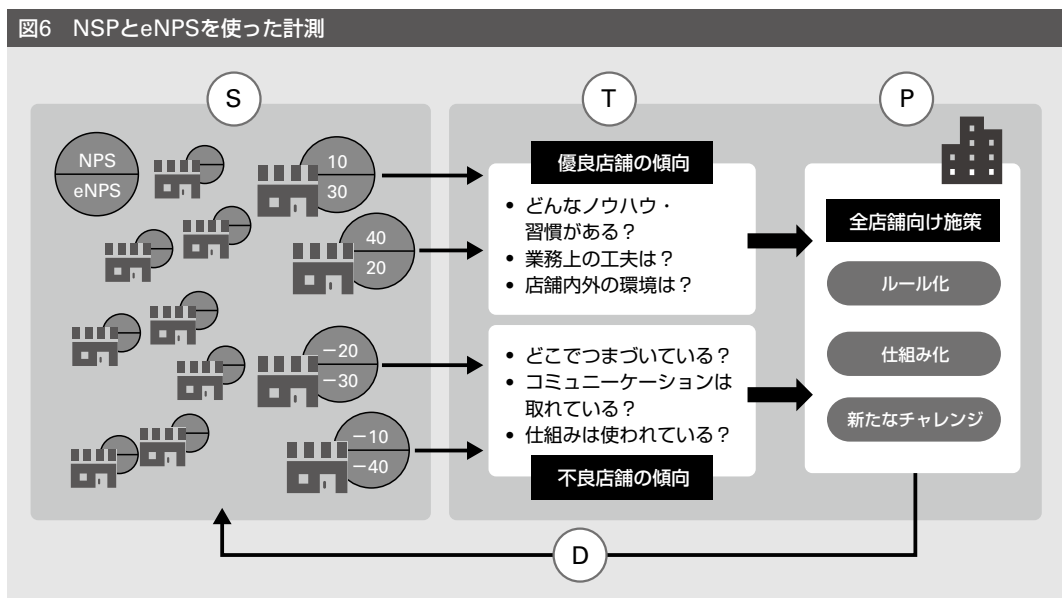 図6 NSPとeNPSを使った計測
S
NPS
eNPS
10
30
40
20
−20
−30
−10
−40
T
優良店舗の傾向
• どんなノウハウ・
習慣がある？
• 業務上の工夫は？
• 店舗内外の環境は？
• どこでつまづいている？
• コミュニーケーションは
取れている？
• 仕組みは使われている？
不良店舗の傾向
P
全店舗向け施策
ルール化
仕組み化
新たなチャレンジ
D